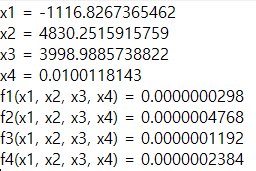 x1 = -1116.8267365462
x2 = 4830.2515915759
x3 = 3998.9885738822
x4 = 0.0100118143
f1(x1, x2, x3, x4) = 0.0000000298
f2(x1, x2, x3, x4) = 0.0000004768
f3(x1, x2, x3, x4) = 0.0000001192
f4(x1, x2, x3, x4) = 0.0000002384